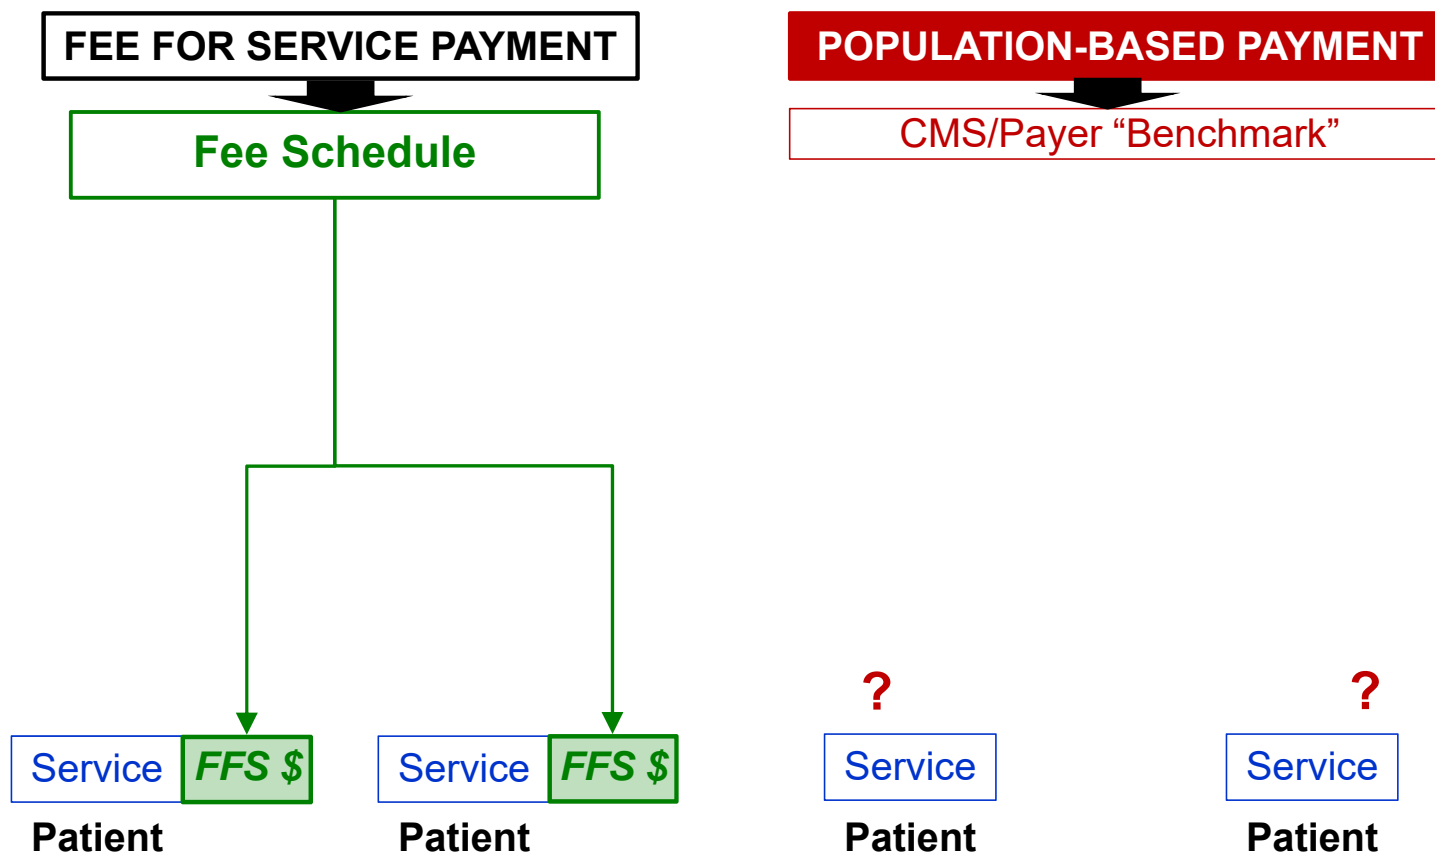 FEE FOR SERVICE PAYMENT
POPULATION-BASED PAYMENT
Fee Schedule
CMS/Payer “Benchmark”
? ?
Service FFS $ Service FFS $ Service Service
Patient Patient Patient Patient